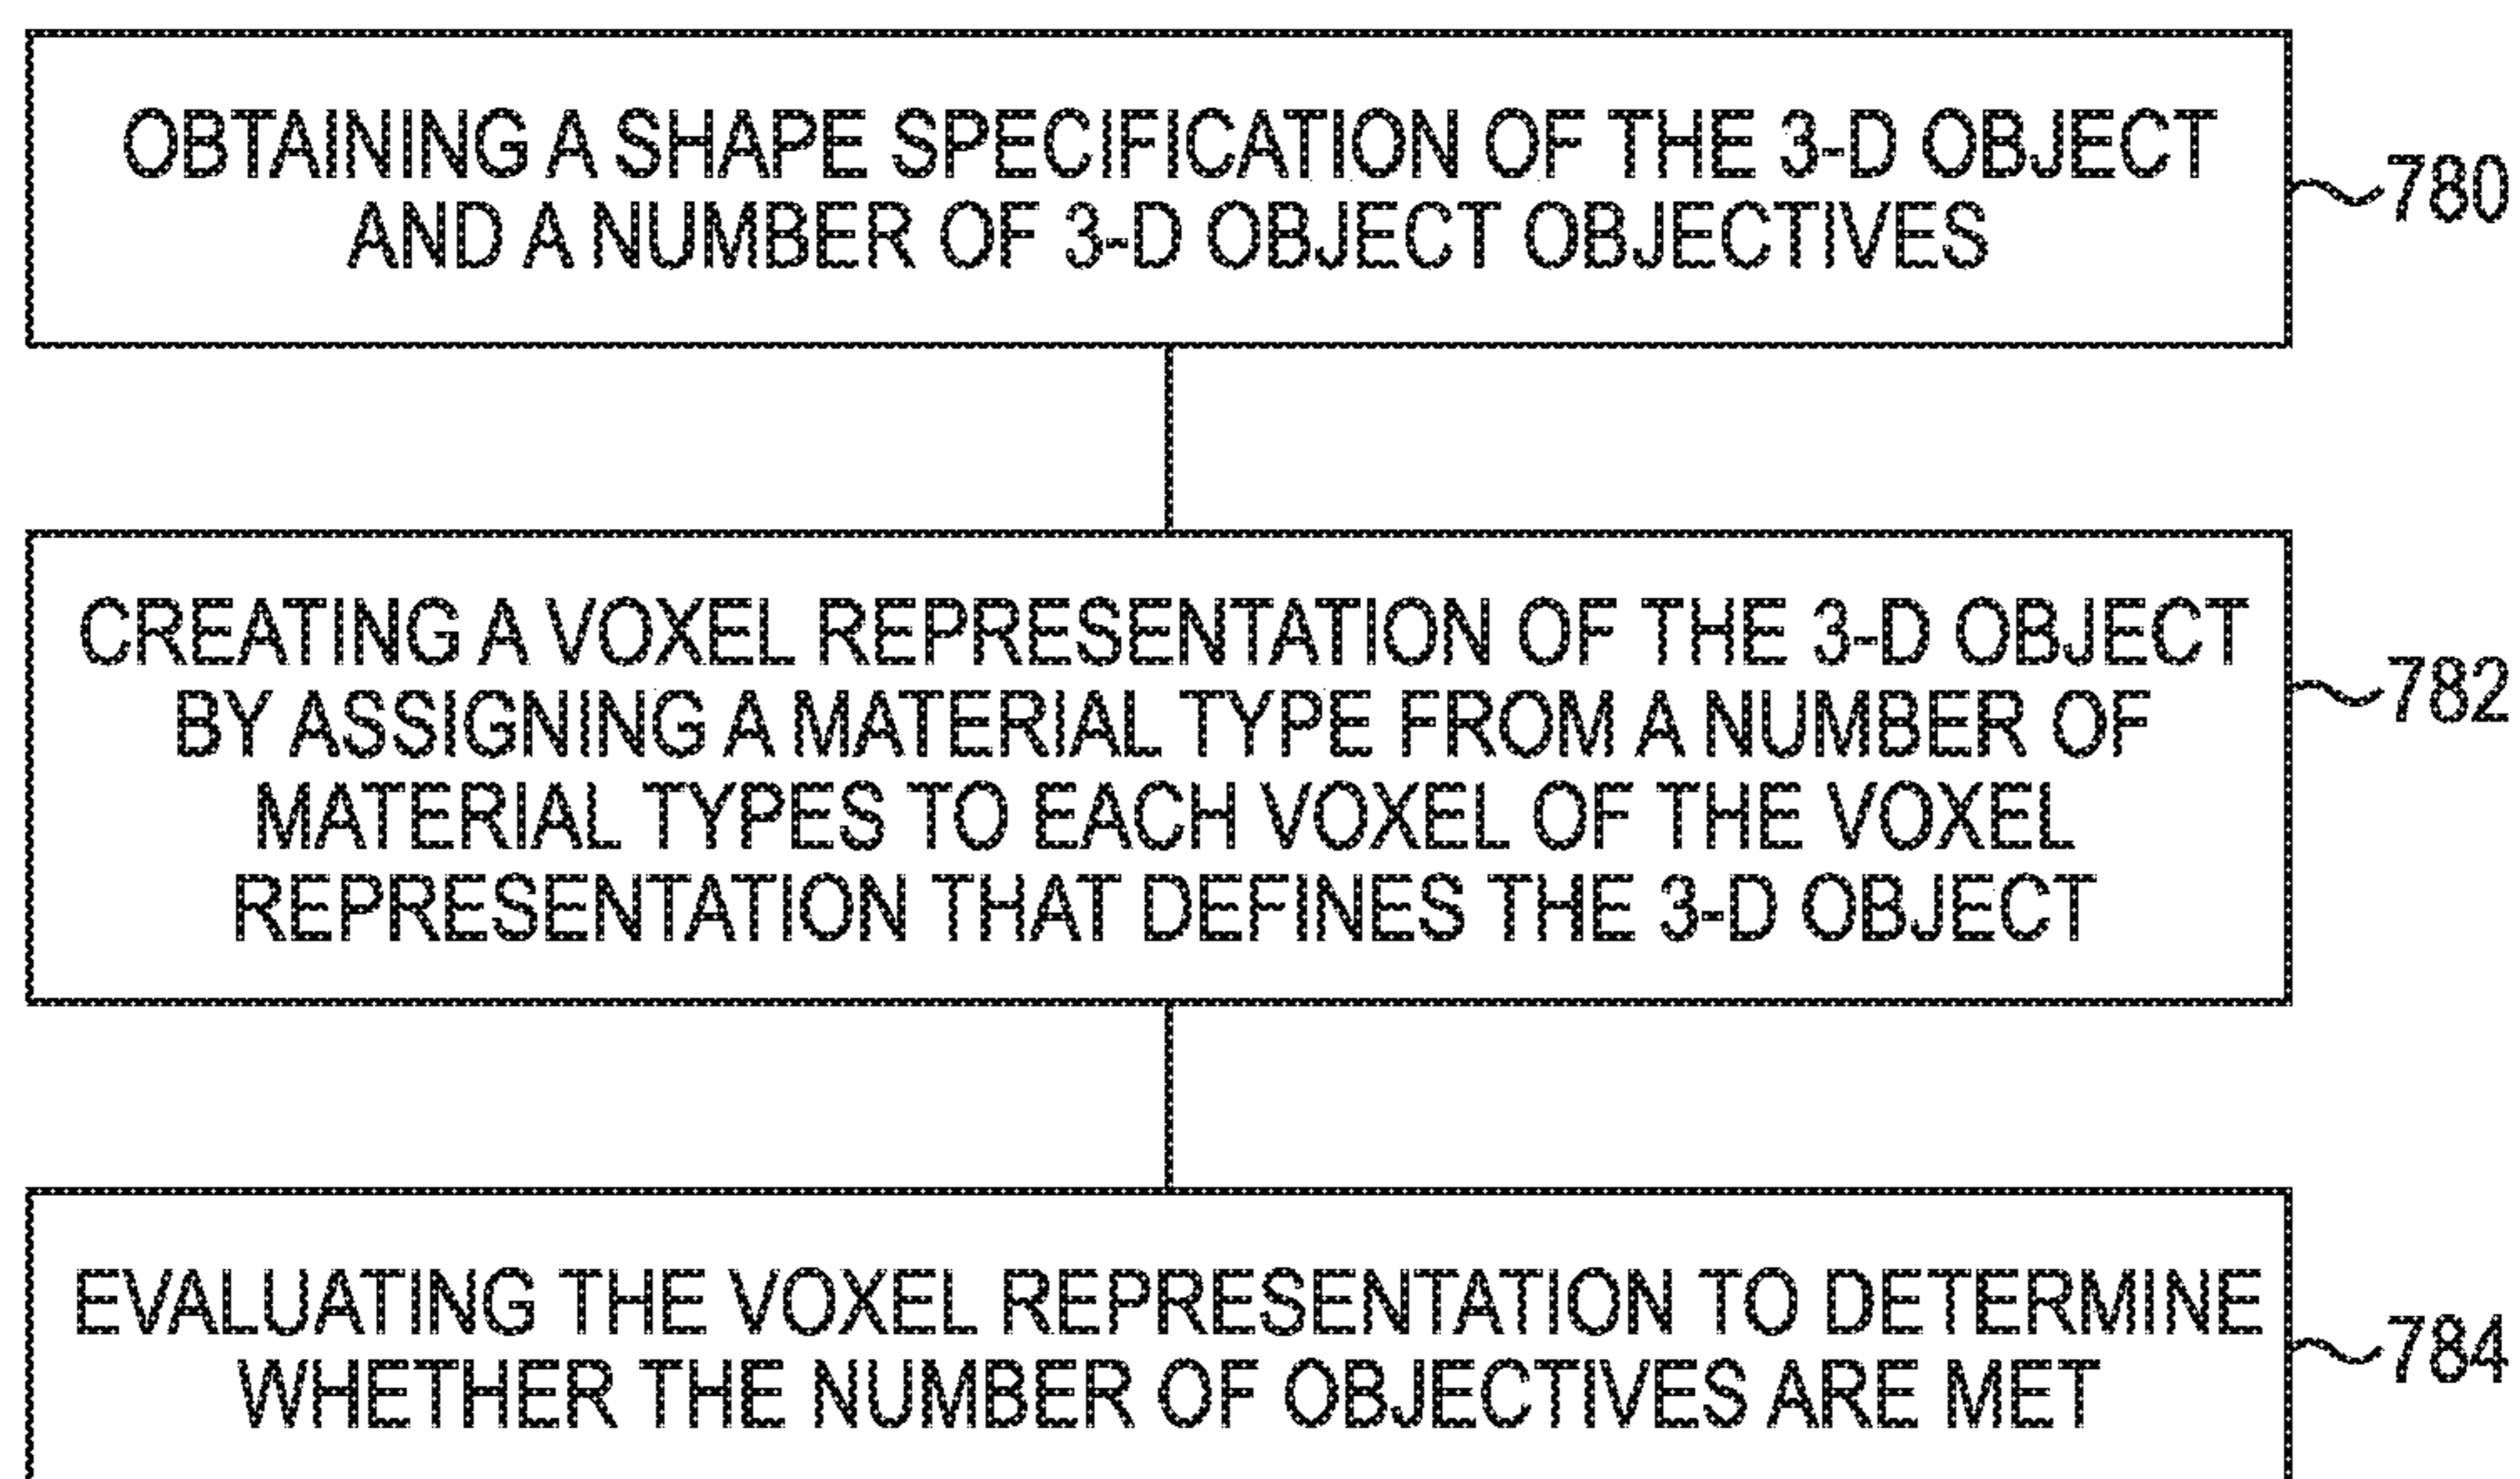 OBTAINING A SHAPE SPECIFICATION OF THE 3-D OBJECT
AND A NUMBER OF 3-D OBJECT OBJECTIVES
780
CREATING A VOXEL REPRESENTATION OF THE 3-D OBJECT
BY ASSIGNING A MATERIAL TYPE FROM A NUMBER OF
MATERIAL TYPES TO EACH VOXEL OF THE VOXEL
REPRESENTATION THAT DEFINES THE 3-D OBJECT
782
EVALUATING THE VOXEL REPRESENTATION TO DETERMINE
WHETHER THE NUMBER OF OBJECTIVES ARE MET
784